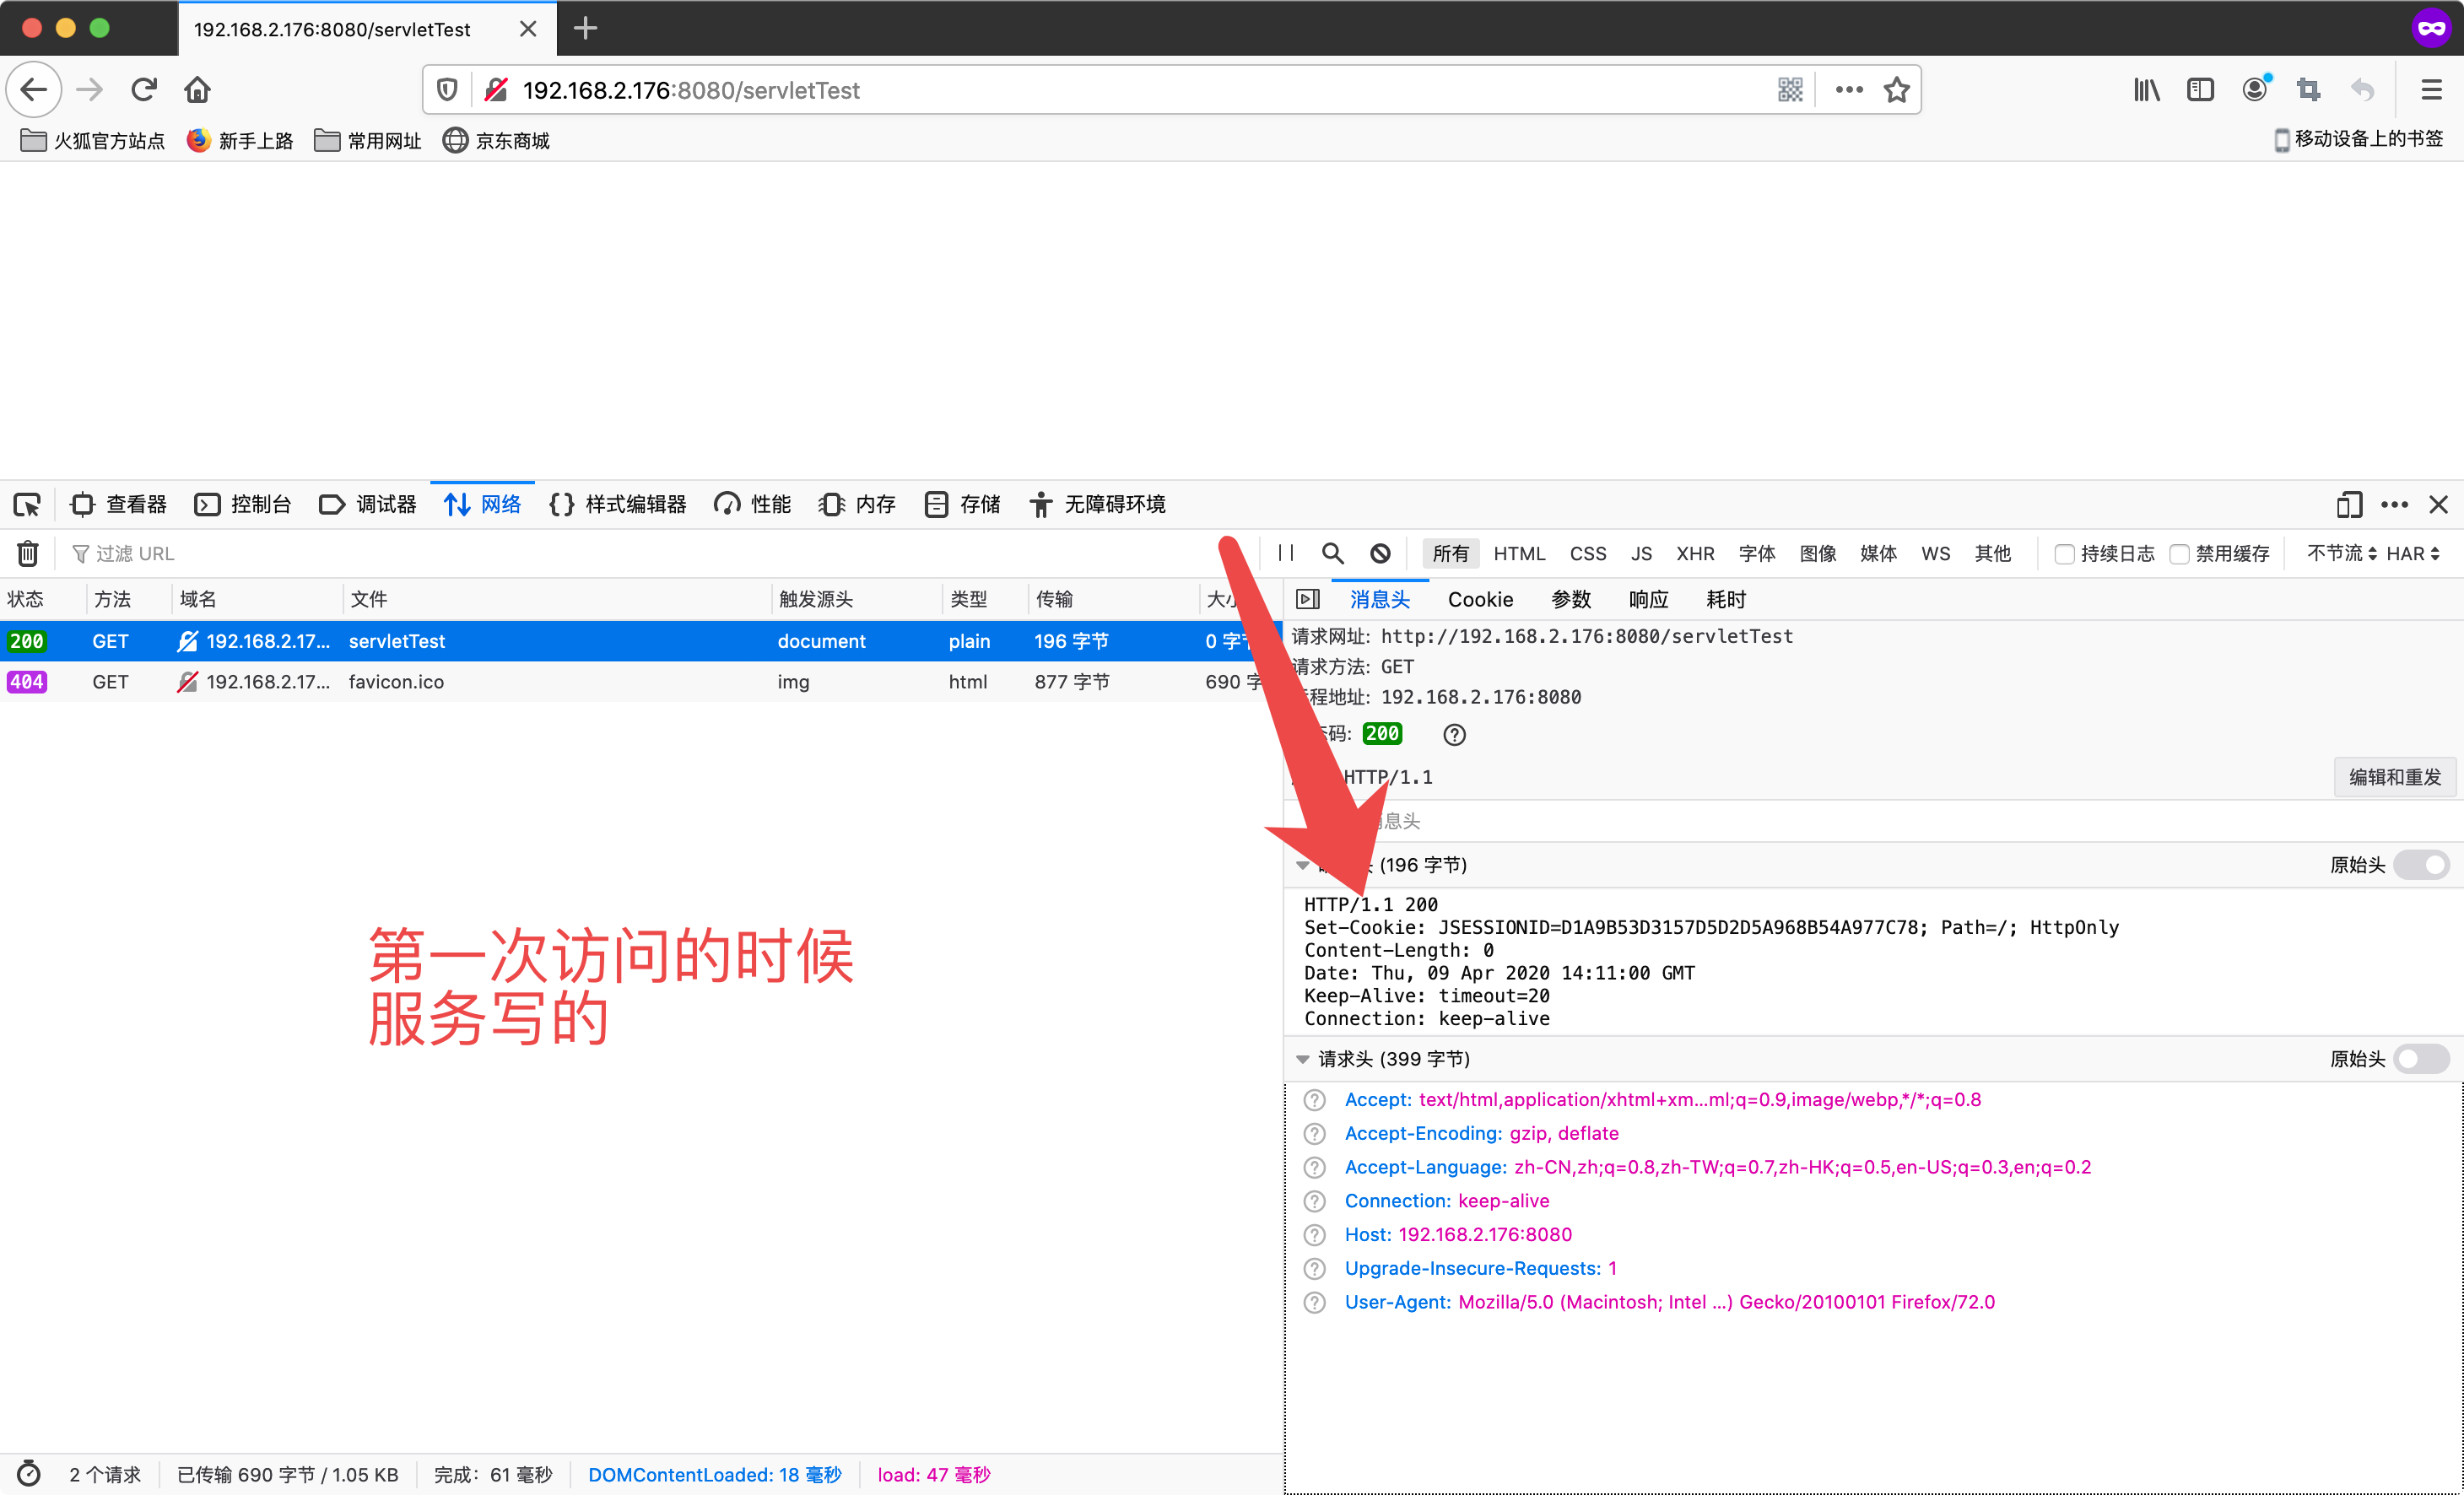 192.168.2.176:8080/servletTest
192.168.2.176:8080/servletTest
火狐官方站点 新手上路 常用网址 京东商城 移动设备上的书签
查看器 控制台 调试器 网络 样式编辑器 性能 内存 存储 无障碍环境
过滤 URL 所有 HTML CSS JS XHR 字体 图像 媒体 WS 其他 持续日志 禁用缓存 不节流 HAR
状态 方法 域名 文件 触发源头 类型 传输 消息头 Cookie 参数 响应 耗时
200 GET 192.168.2.17... servletTest document plain 196 字节
404 GET 192.168.2.17... favicon.ico img html 877 字节 690
请求网址: http://192.168.2.176:8080/servletTest
请求方法: GET
程地址: 192.168.2.176:8080
码: 200
HTTP/1.1
编辑和重发
息头
(196 字节) 原始头
HTTP/1.1 200
Set-Cookie: JSESSIONID=D1A9B53D3157D5D2D5A968B54A977C78; Path=/; HttpOnly
Content-Length: 0
Date: Thu, 09 Apr 2020 14:11:00 GMT
Keep-Alive: timeout=20
Connection: keep-alive
请求头 (399 字节) 原始头
Accept: text/html,application/xhtml+xm...ml;q=0.9,image/webp,*/*;q=0.8
Accept-Encoding: gzip, deflate
Accept-Language: zh-CN,zh;q=0.8,zh-TW;q=0.7,zh-HK;q=0.5,en-US;q=0.3,en;q=0.2
Connection: keep-alive
Host: 192.168.2.176:8080
Upgrade-Insecure-Requests: 1
User-Agent: Mozilla/5.0 (Macintosh; Intel ...) Gecko/20100101 Firefox/72.0
第一次访问的时候
服务写的
2 个请求 已传输 690 字节 / 1.05 KB 完成：61 毫秒 DOMContentLoaded: 18 毫秒 load: 47 毫秒